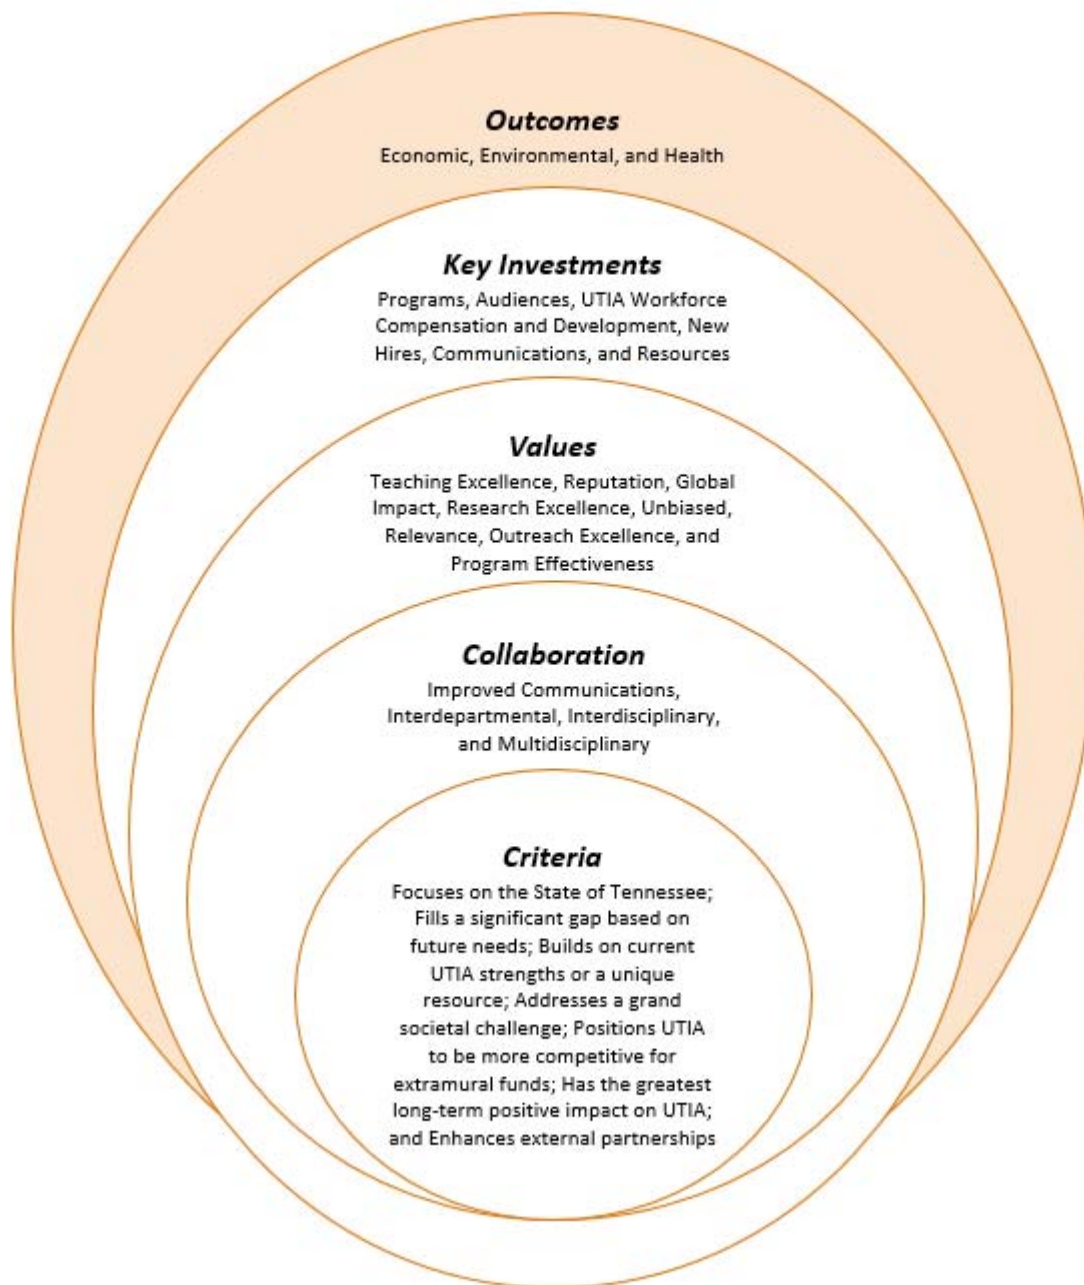 Outcomes
Economic, Environmental, and Health
Key Investments
Programs, Audiences, UTIA Workforce
Compensation and Development, New
Hires, Communications, and Resources
Values
Teaching Excellence, Reputation, Global
Impact, Research Excellence, Unbiased,
Relevance, Outreach Excellence, and
Program Effectiveness
Collaboration
Improved Communications,
Interdepartmental, Interdisciplinary,
and Multidisciplinary
Criteria
Focuses on the State of Tennessee;
Fills a significant gap based on
future needs; Builds on current
UTIA strengths or a unique
resource; Addresses a grand
societal challenge; Positions UTIA
to be more competitive for
extramural funds; Has the greatest
long-term positive impact on UTIA;
and Enhances external partnerships